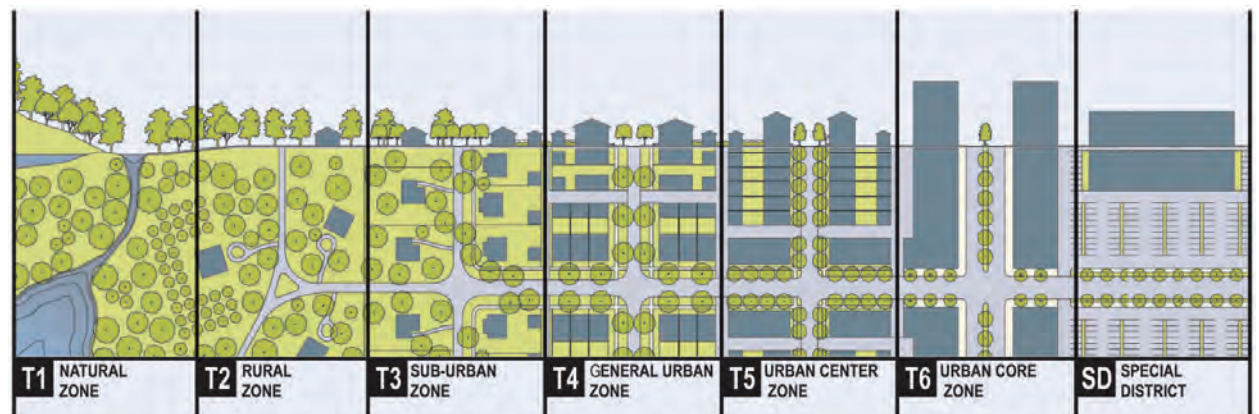 T1 NATURAL
ZONE
T2 RURAL
ZONE
T3 SUB-URBAN
ZONE
T4 GENERAL URBAN
ZONE
T5 URBAN CENTER
ZONE
T6 URBAN CORE
ZONE
SD SPECIAL
DISTRICT